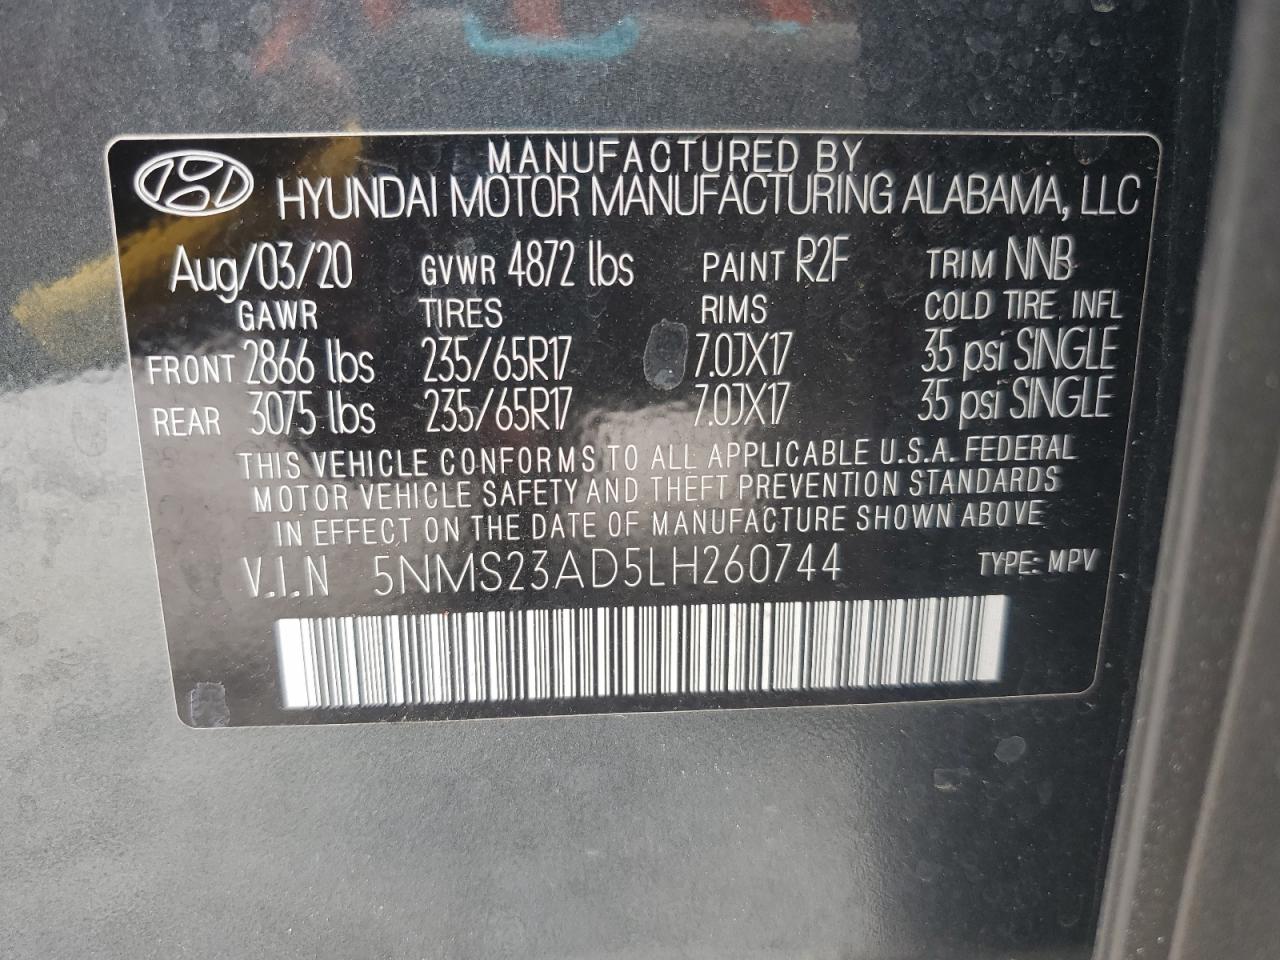 MANUFACTURED BY
HYUNDAI MOTOR MANUFACTURING ALABAMA, LLC
Aug/03/20 GVWR 4872 lbs PAINT R2F TRIM NNB
GAWR TIRES RIMS COLD TIRE INFL
FRONT 2866 lbs 235/65R17 7.0JX17 35 psi SINGLE
REAR 3075 lbs 235/65R17 7.0JX17 35 psi SINGLE
THIS VEHICLE CONFORMS TO ALL APPLICABLE U.S.A. FEDERAL
MOTOR VEHICLE SAFETY AND THEFT PREVENTION STANDARDS
IN EFFECT ON THE DATE OF MANUFACTURE SHOWN ABOVE
V.I.N 5NMS23AD5LH260744 TYPE: MPV